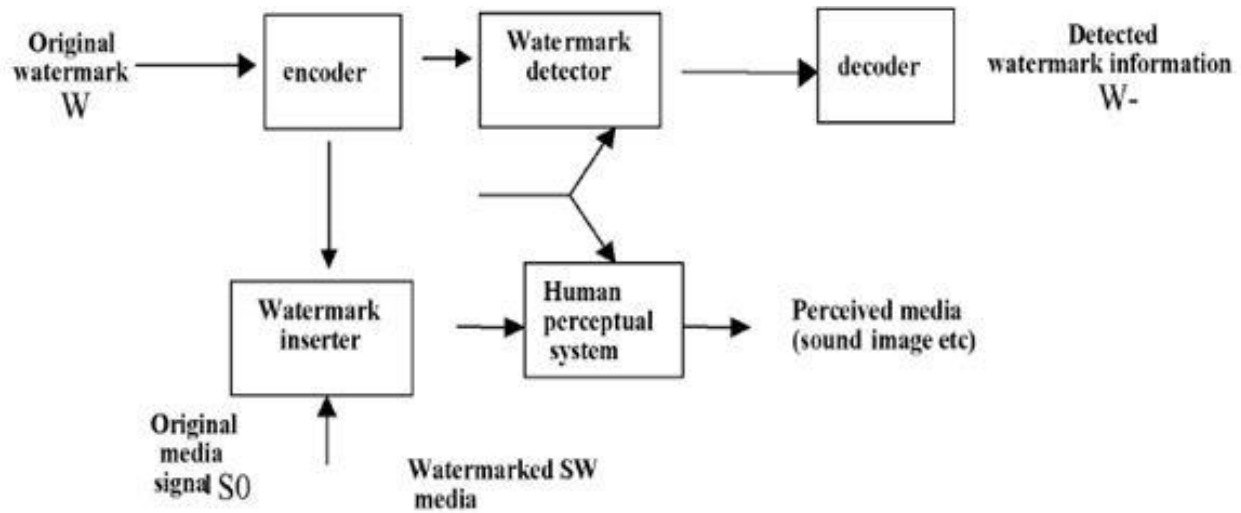 Original
watermark
W
encoder
Watermark
detector
decoder
Detected
watermark information
W-
Watermark
inserter
Human
perceptual
system
Perceived media
(sound image etc)
Original
media
signal S0
Watermarked SW
media